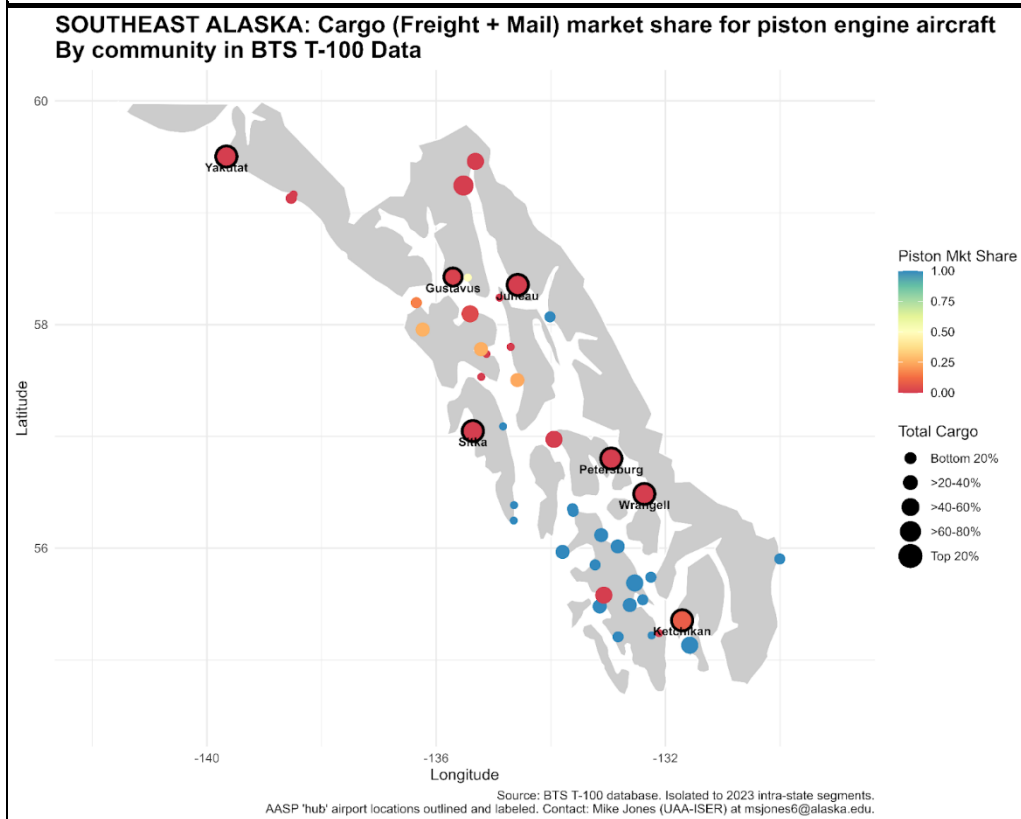 SOUTHEAST ALASKA: Cargo (Freight + Mail) market share for piston engine aircraft
By community in BTS T-100 Data
60
58
56
Latitude
Yakutat
Gustavus
Juneau
Sitka
Petersburg
Wrangell
Ketchikan
-140
-136
-132
Longitude
Piston Mkt Share
1.00
0.75
0.50
0.25
0.00
Total Cargo
Bottom 20%
>20-40%
>40-60%
>60-80%
Top 20%
Source: BTS T-100 database. Isolated to 2023 intra-state segments.
AASP 'hub' airport locations outlined and labeled. Contact: Mike Jones (UAA-ISER) at msjones6@alaska.edu.